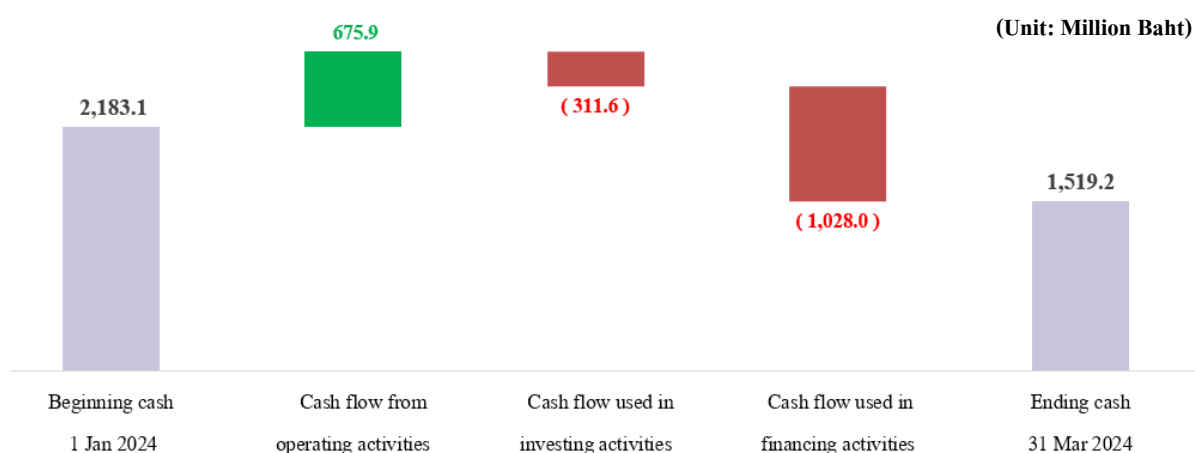 (Unit: Million Baht)
675.9
2,183.1
( 311.6 )
1,519.2
( 1,028.0 )
Beginning cash
1 Jan 2024
Cash flow from
operating activities
Cash flow used in
investing activities
Cash flow used in
financing activities
Ending cash
31 Mar 2024